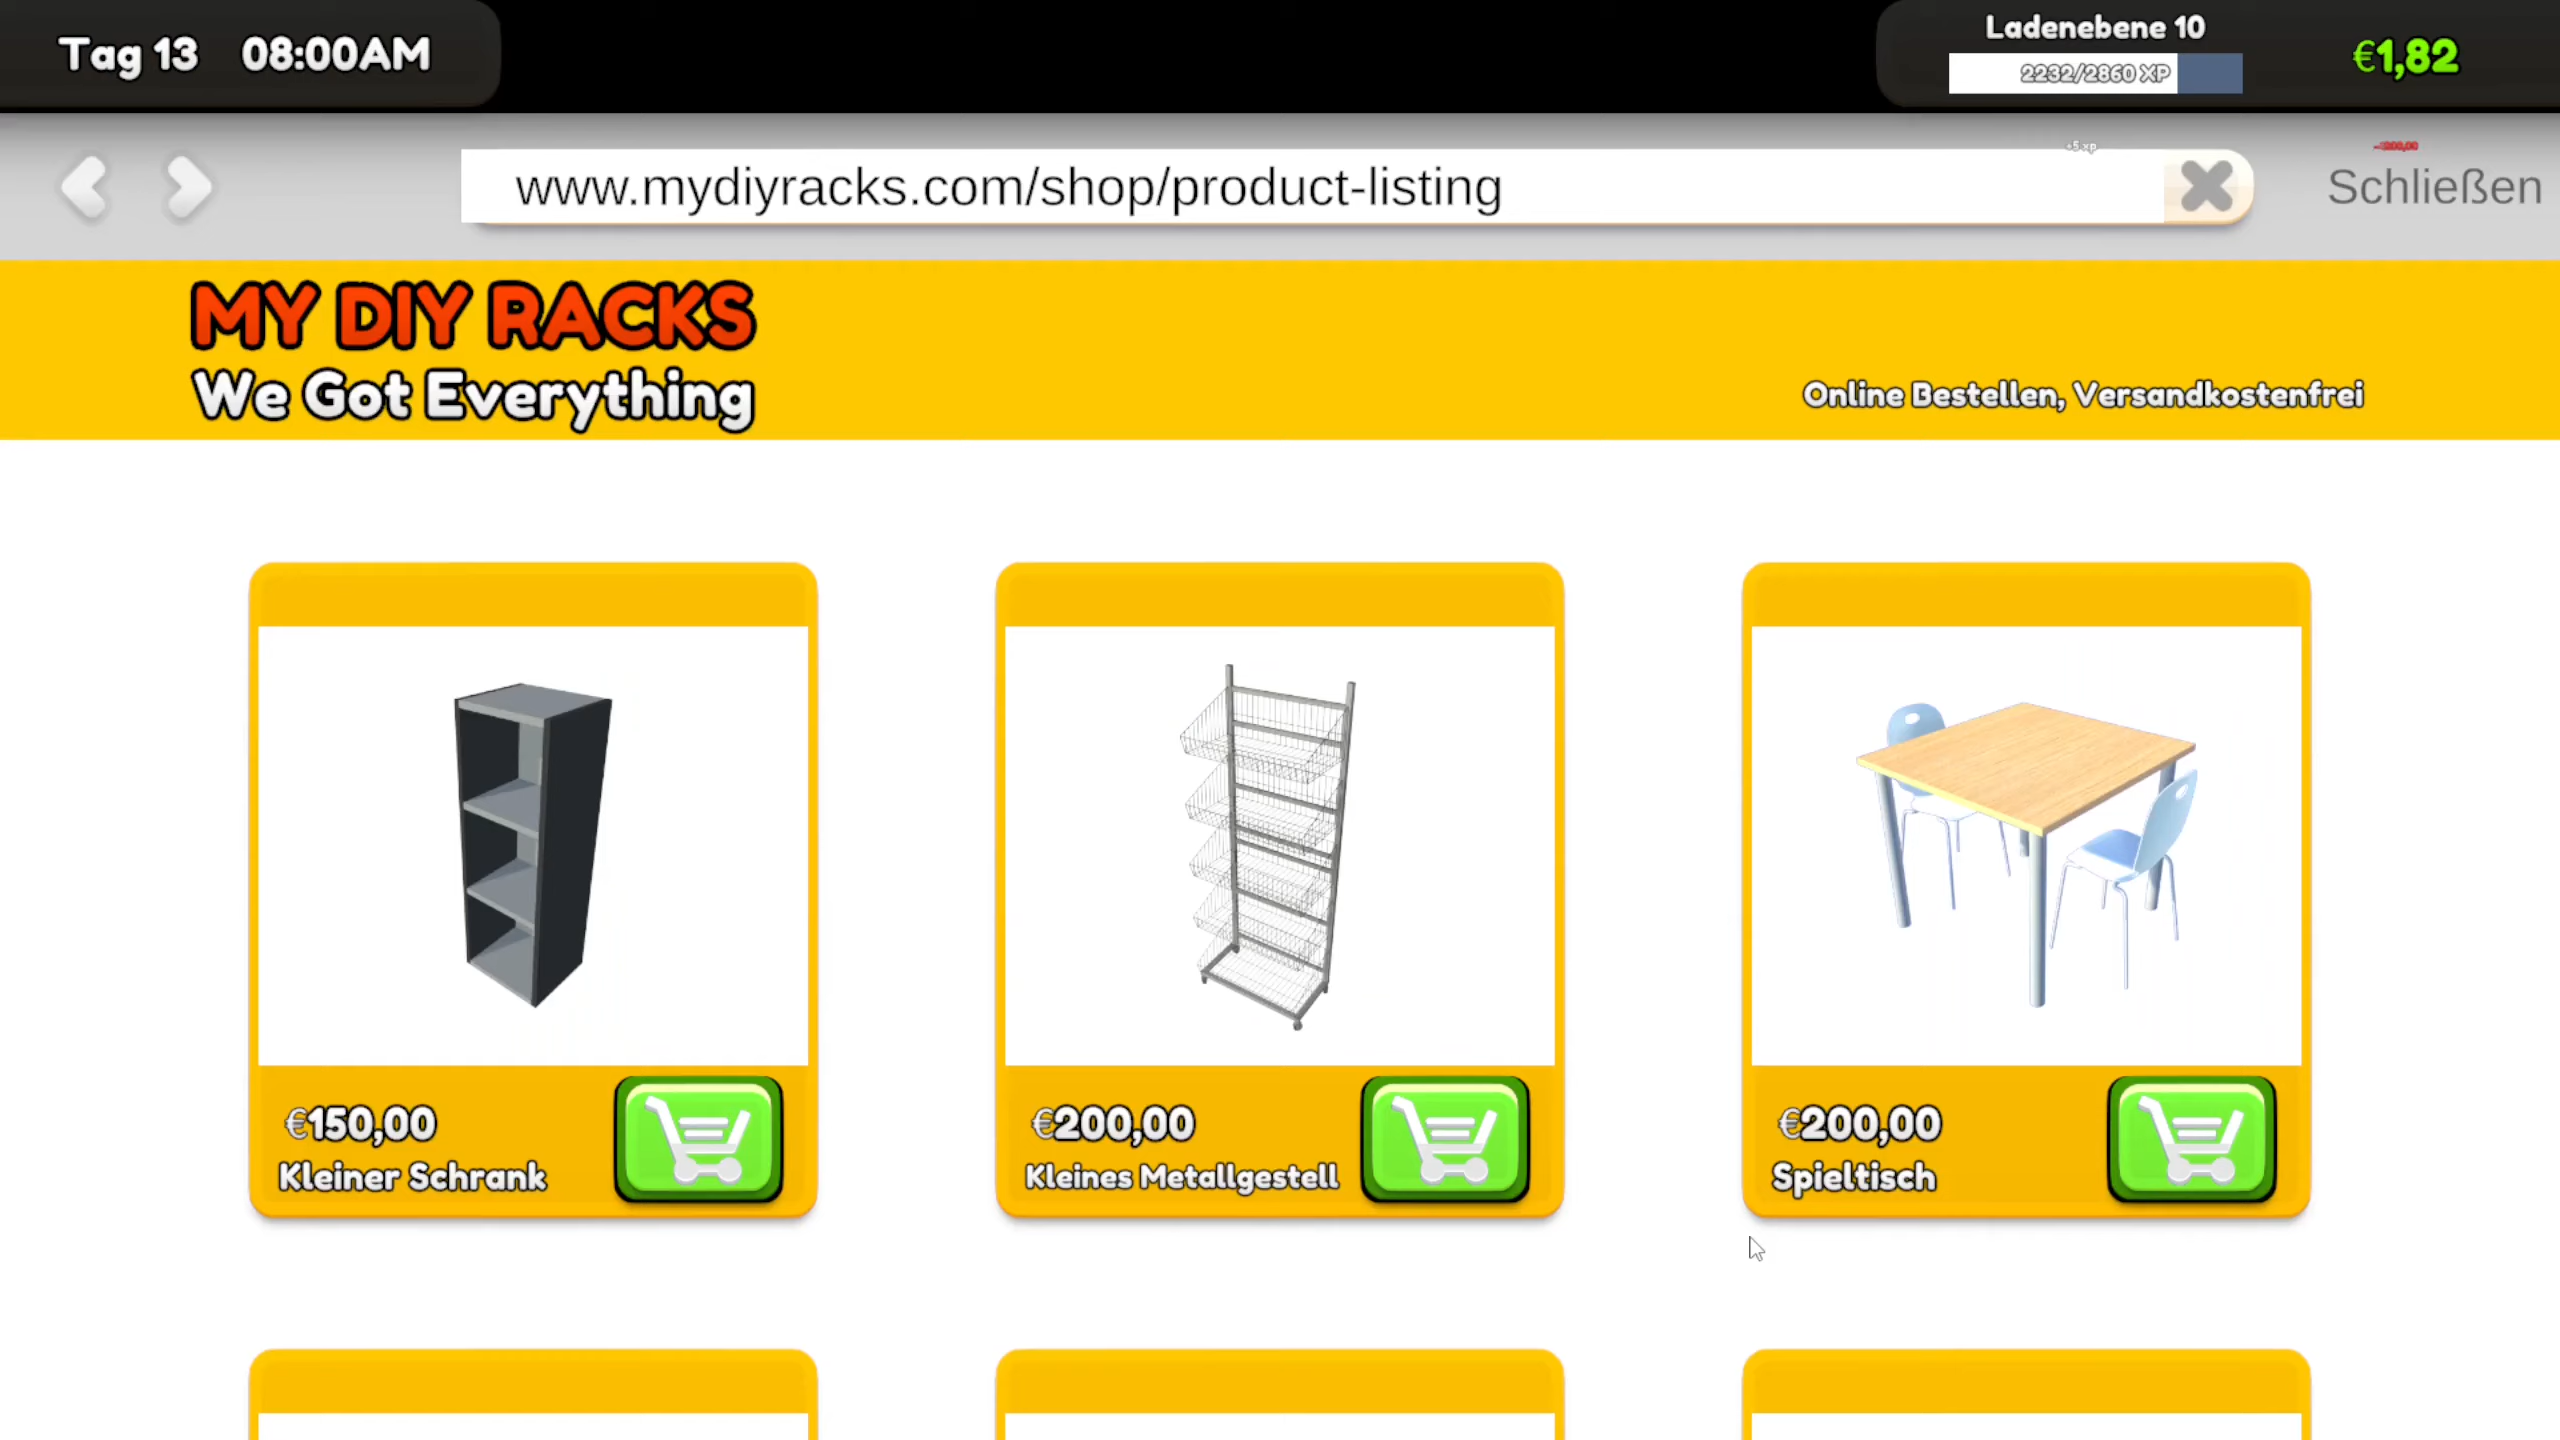 Tag 13 08:00AM
Ladenebene 10
2232/2860 XP
€1,82
+5 xp
www.mydiyracks.com/shop/product-listing
Schließen
MY DIY RACKS
We Got Everything
Online Bestellen, Versandkostenfrei
€150,00
Kleiner Schrank
€200,00
Kleines Metallgestell
€200,00
Spieltisch